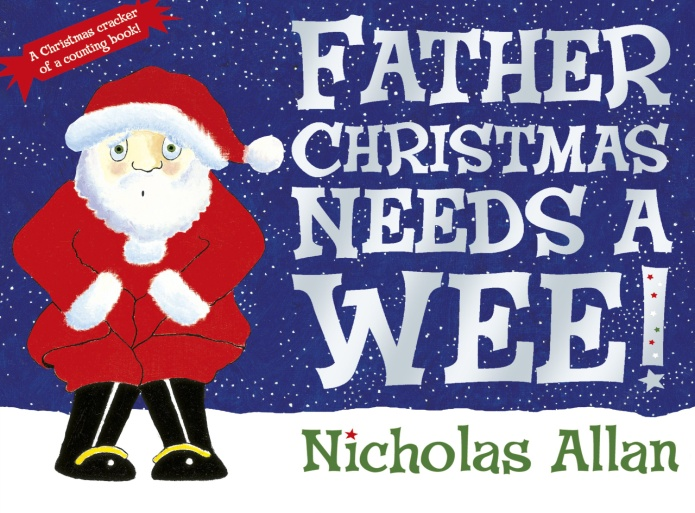 A Christmas cracker
of a counting book!
FATHER
CHRISTMAS
NEEDS A
WEE!
Nicholas Allan